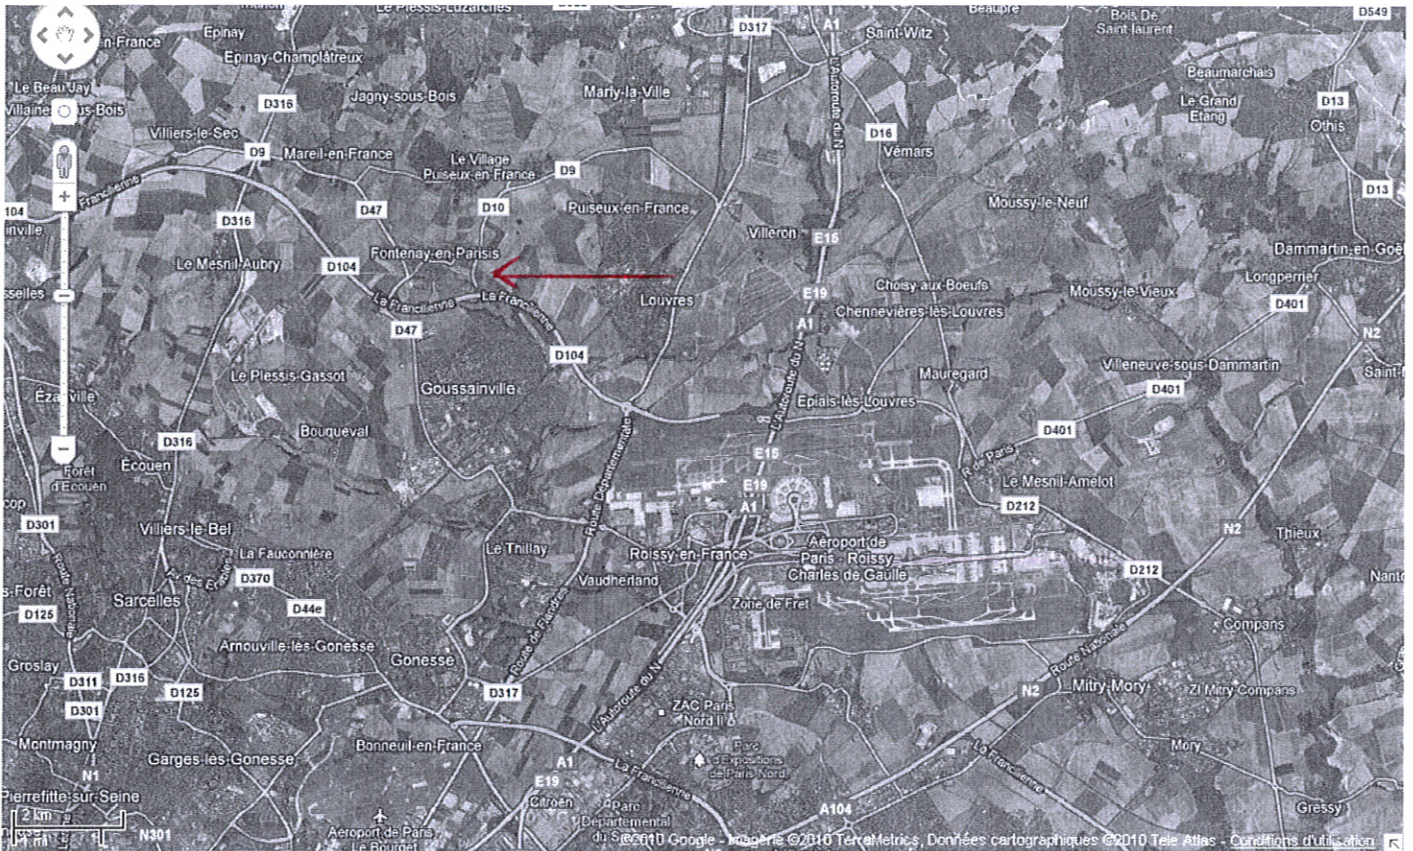 Le Plessis-Luzarches
Beaupré
D549
D317
A1
Bois De
Saint laurent
Epinay
n-France
Saint-Witz
Epinay-Champlâtreux
L'Autoroute du N
Beaumarchais
Le Beau Jay
Jagny-sous-Bois
Marly-la-Ville
Le Grand
Etang
D13
D316
Othis
Villiers-le-Sec
D16
D9
Mareil-en-France
Le Village
Puiseux-en-France
D9
Vémars
Francilienne
D13
D47
D10
Puiseux-en-France
Moussy-le-Neuf
104
D316
inville
Villeron
E15
Fontenay-en-Parisis
Le Mesnil-Aubry
D104
Longperrier
sselles
La Francilienne
La Francilienne
Louvres
E19
Choisy-aux-Boeufs
Moussy-le-Vieux
D401
A1
Chennevières-lès-Louvres
D47
N2
L'Autoroute du N
D104
Le Plessis-Gassot
Mauregard
Villeneuve-sous-Dammartin
Goussainville
D401
Epiais-lès-Louvres
Bouqueval
D316
D401
Route Départementale
E15
R de Paris
Écouen
Forêt
d'Ecouen
E19
Le Mesnil-Amelot
A1
D212
D301
Villiers-le-Bel
N2
Thieux
La Fauconnière
Le Thillay
Roissy-en-France
Aéroport de
Paris - Roissy
Charles de Gaulle
Vaudherland
D212
D370
s-Forêt
Sarcelles
D44e
Zone de Fret
D125
Compans
Route de Flandres
Route Nationale
Arnouville-lès-Gonesse
Gonesse
Groslay
D311
D316
D125
D317
N2
Mitry-Mory
ZI Mitry-Compans
D301
L'Autoroute du N
ZAC Paris
Nord II
Montmagny
Bonneuil-en-France
Mory
Garges-lès-Gonesse
A1
La Francilienne
Parc
d'Expositions
de Paris Nord
La Francilienne
N1
E19
Pierrefitte-sur-Seine
Citroën
Parc
Départemental
A104
Gressy
2 km
1 mi
N301
Aéroport de Paris
Le Bourget
©2010 Google - Imagerie ©2010 TerraMetrics, Données cartographiques ©2010 Tele Atlas - Conditions d'utilisation